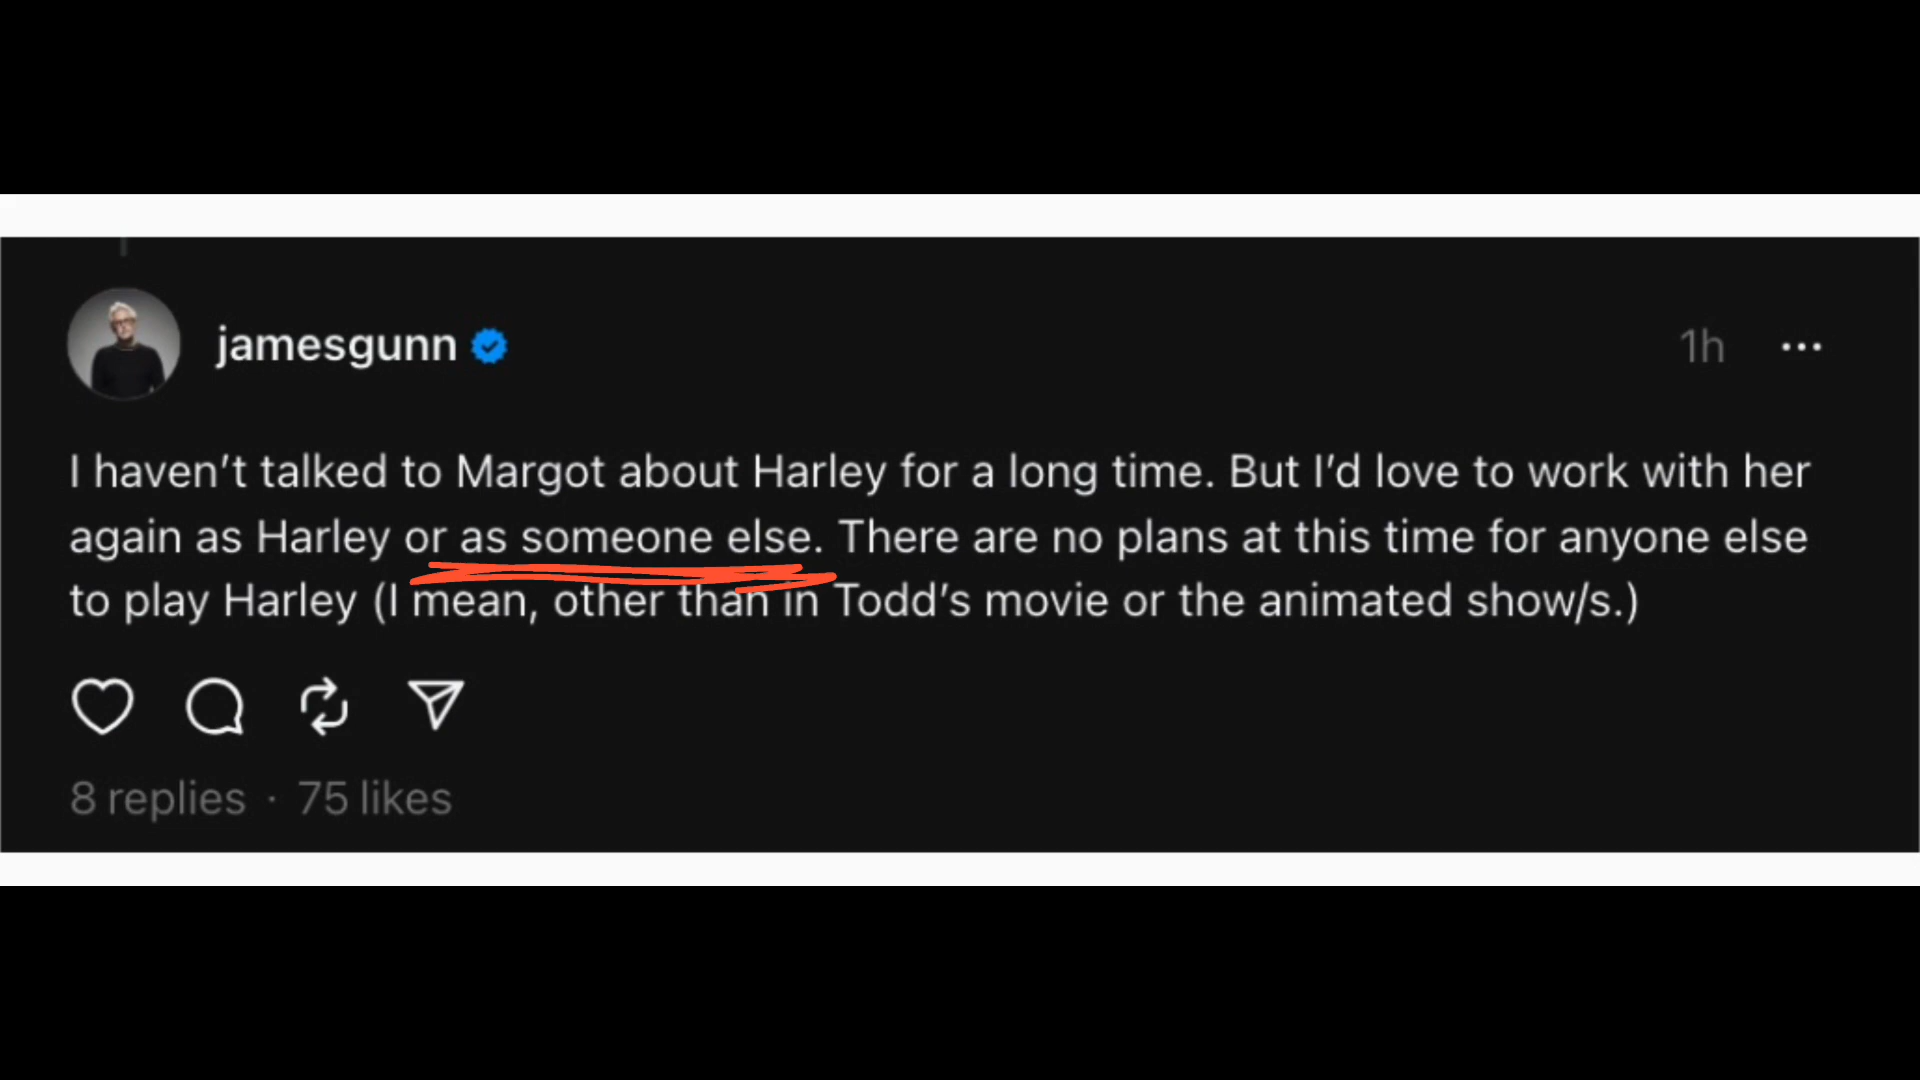 jamesgunn
1h
I haven’t talked to Margot about Harley for a long time. But I’d love to work with her
again as Harley or as someone else. There are no plans at this time for anyone else
to play Harley (I mean, other than in Todd’s movie or the animated show/s.)
8 replies · 75 likes